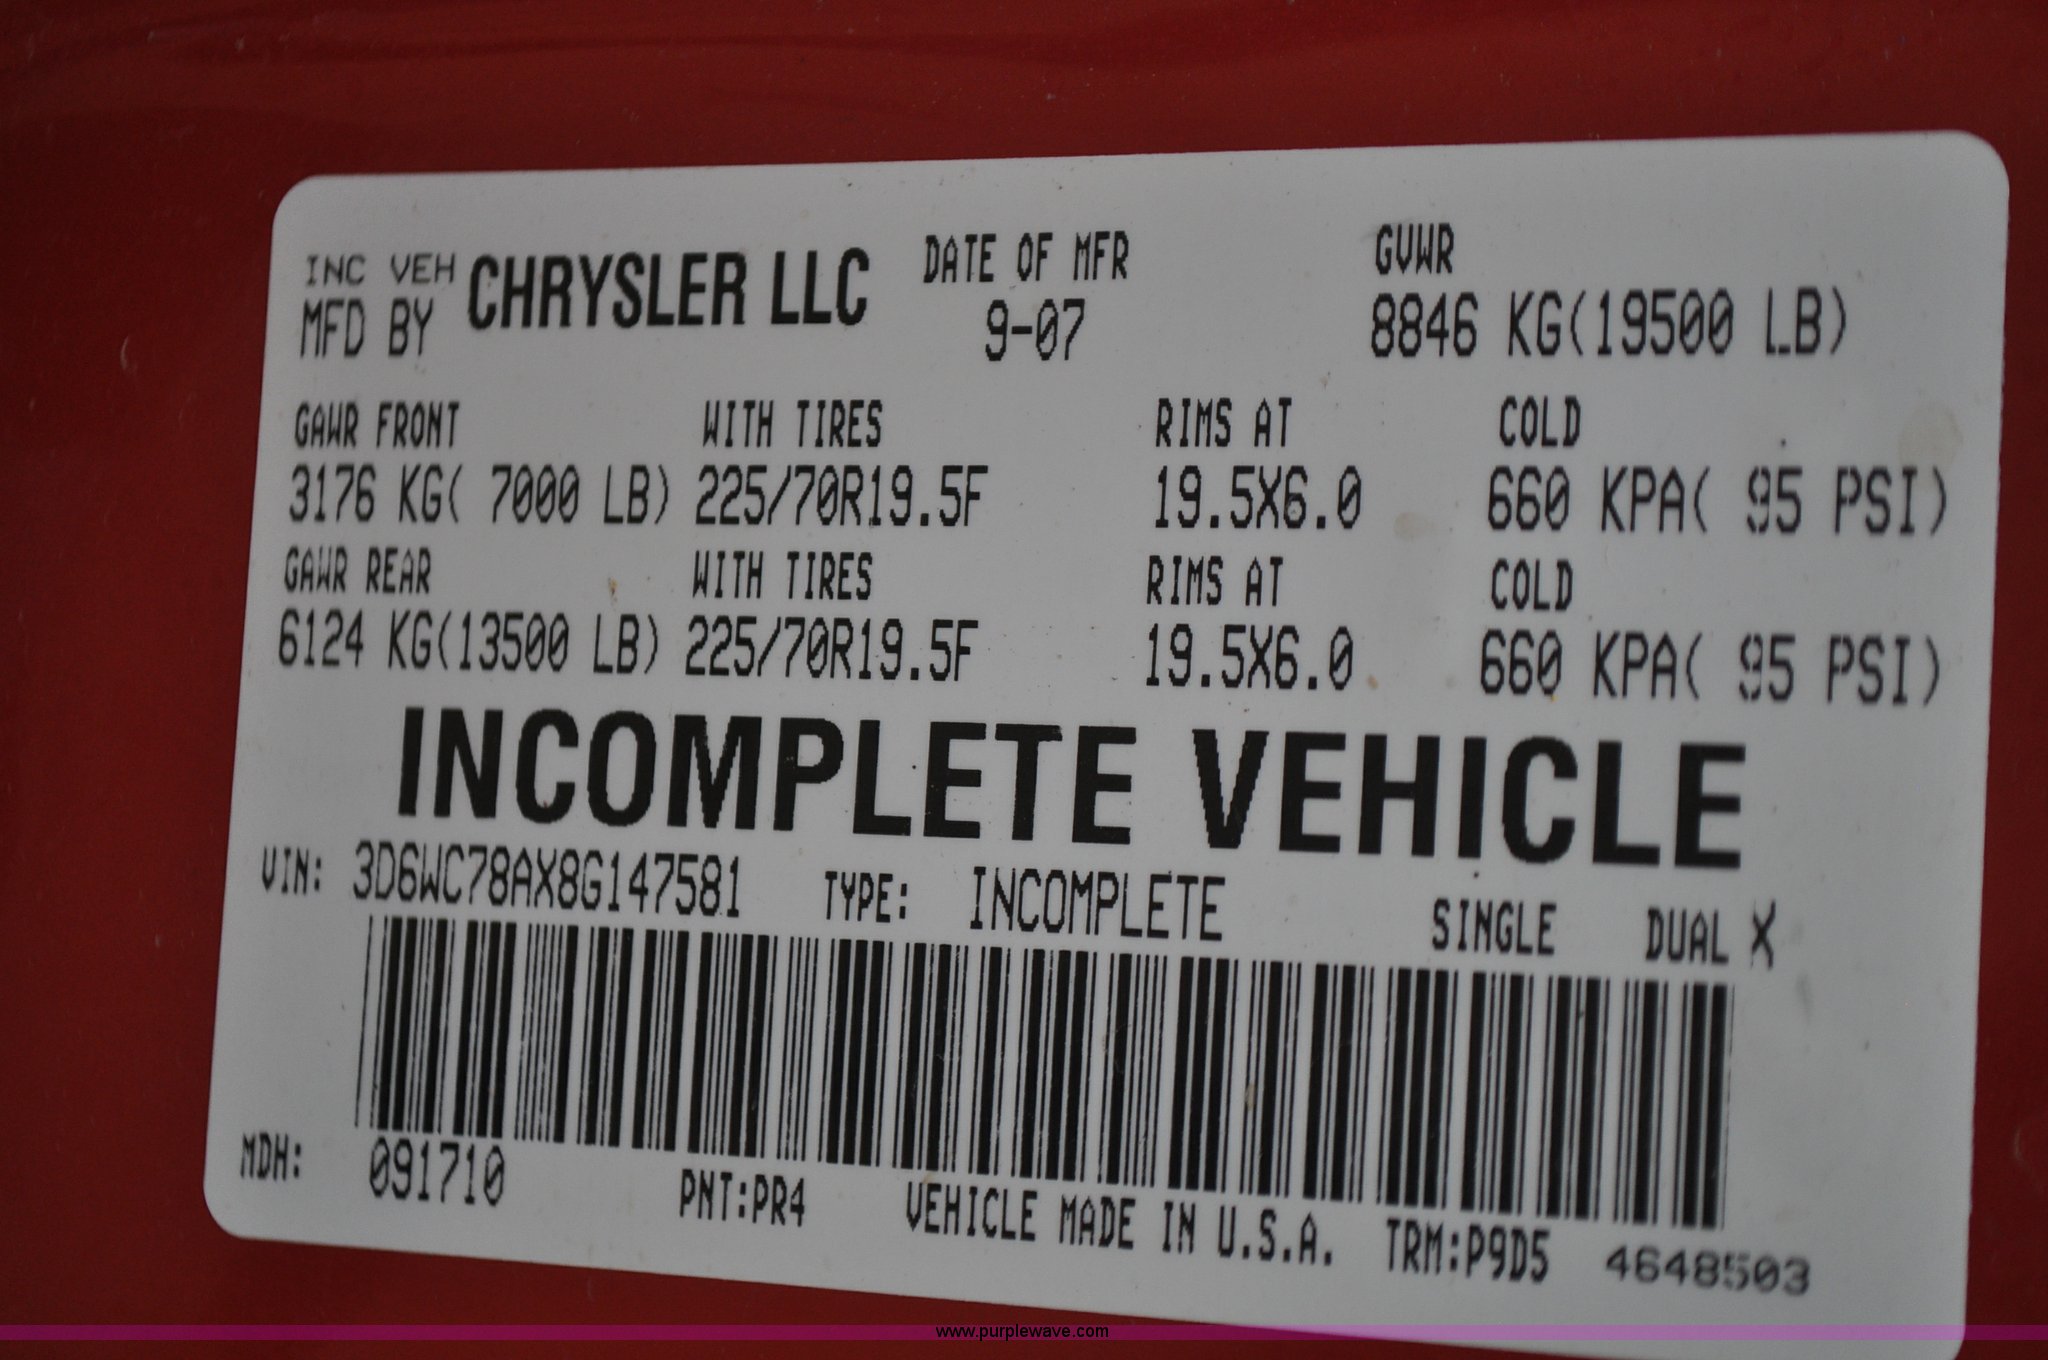 INC VEH
MFD BY CHRYSLER LLC DATE OF MFR GVWR
9-07 8846 KG(19500 LB)
GAWR FRONT WITH TIRES RIMS AT COLD
3176 KG( 7000 LB) 225/70R19.5F 19.5X6.0 660 KPA( 95 PSI)
GAWR REAR WITH TIRES RIMS AT COLD
6124 KG(13500 LB) 225/70R19.5F 19.5X6.0 660 KPA( 95 PSI)
INCOMPLETE VEHICLE
VIN: 3D6WC78AX8G147581 TYPE: INCOMPLETE SINGLE DUAL X
MDH: 091710 PNT:PR4 VEHICLE MADE IN U.S.A. TRM:P9D5 4648503
www.purplewave.com